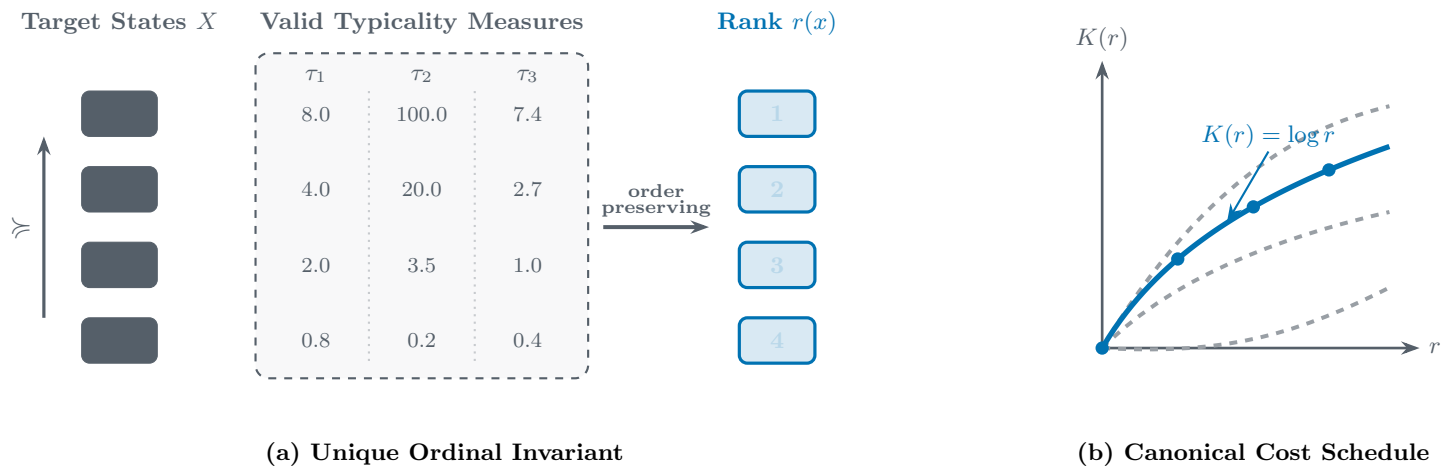 Target States X
Valid Typicality Measures
Rank r(x)
τ1 τ2 τ3
8.0 100.0 7.4
4.0 20.0 2.7
2.0 3.5 1.0
0.8 0.2 0.4
≽
order
preserving
1
2
3
4
(a) Unique Ordinal Invariant
K(r)
K(r) = log r
r
(b) Canonical Cost Schedule